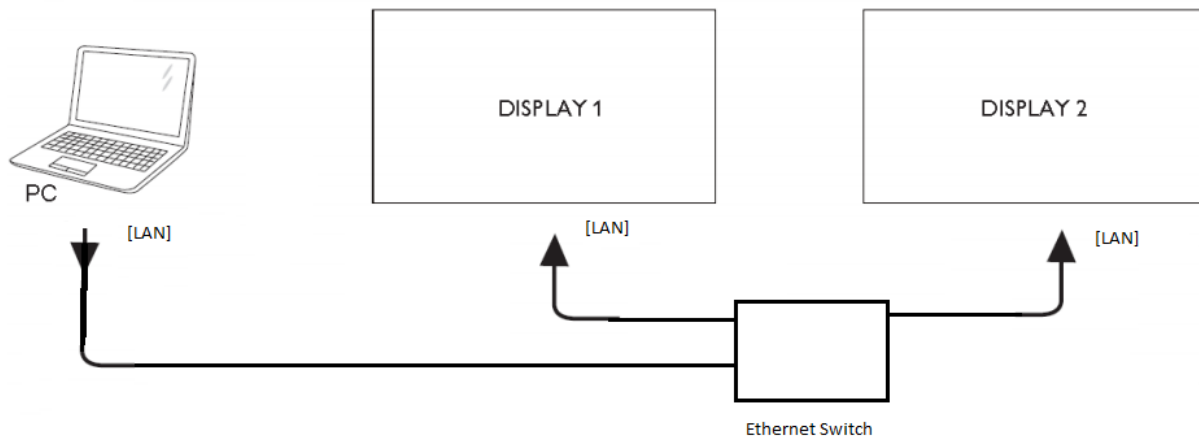 DISPLAY 1
DISPLAY 2
PC
[LAN]
[LAN]
[LAN]
Ethernet Switch